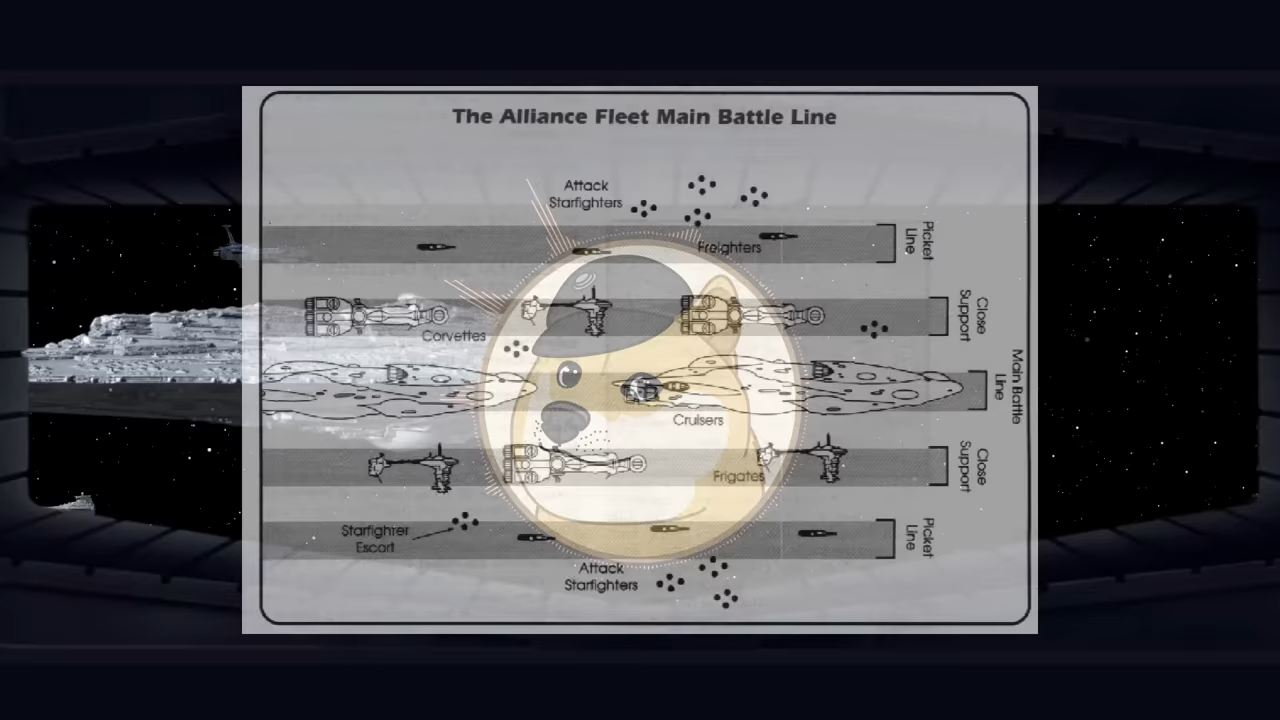 The Alliance Fleet Main Battle Line
Attack
Starfighters
Freighters
Picket
Line
Corvettes
Close
Support
Cruisers
Main Battle
Line
Frigates
Close
Support
Starfighter
Escort
Picket
Line
Attack
Starfighters